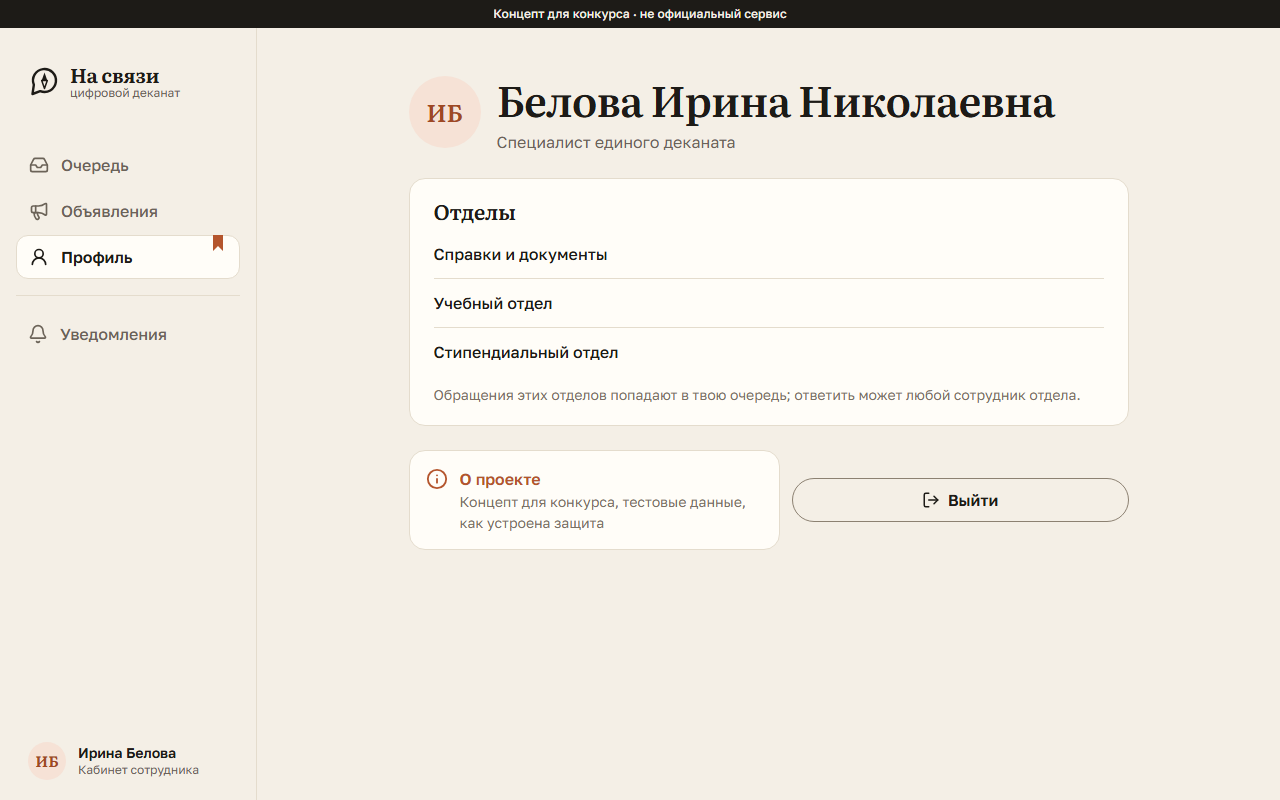 Концепт для конкурса · не официальный сервис
На связи
цифровой деканат
Очередь
Объявления
Профиль
Уведомления
ИБ
Ирина Белова
Кабинет сотрудника
ИБ
Белова Ирина Николаевна
Специалист единого деканата
Отделы
Справки и документы
Учебный отдел
Стипендиальный отдел
Обращения этих отделов попадают в твою очередь; ответить может любой сотрудник отдела.
О проекте
Концепт для конкурса, тестовые данные,
как устроена защита
Выйти